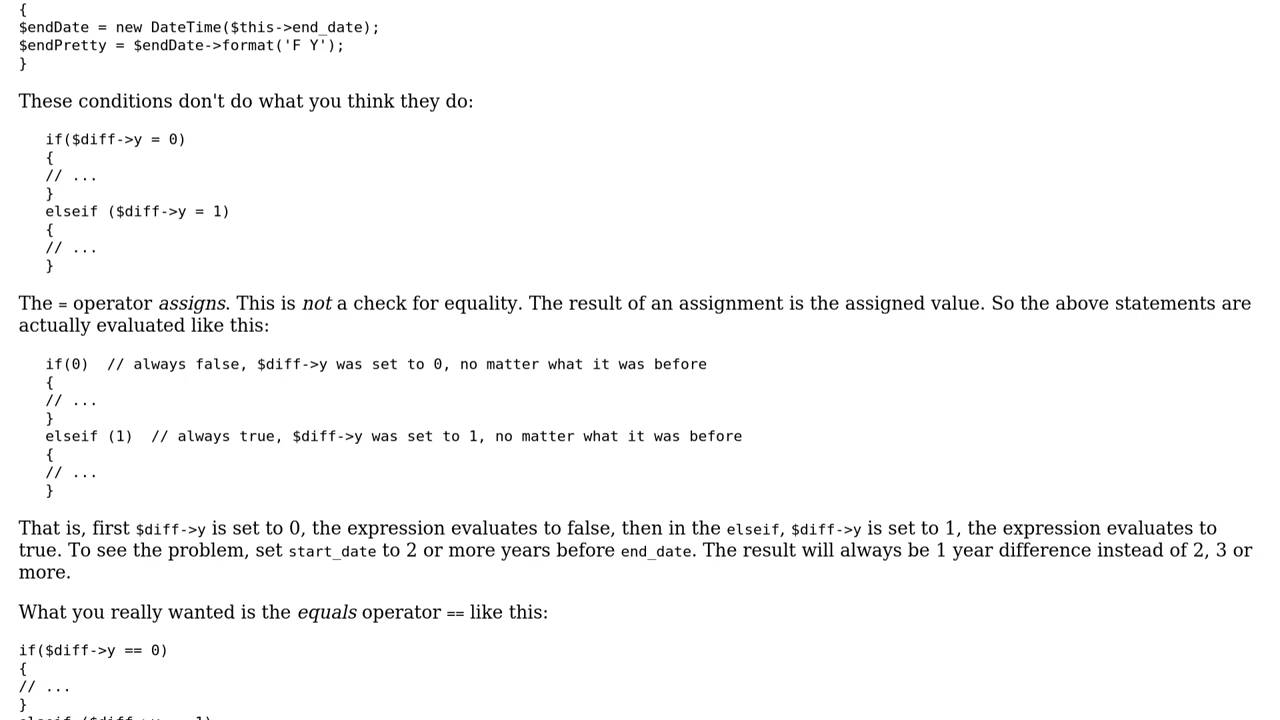 {
$endDate = new DateTime($this->end_date);
$endPretty = $endDate->format('F Y');
}
These conditions don't do what you think they do:
if($diff->y = 0)
{
// ...
}
elseif ($diff->y = 1)
{
// ...
}
The = operator assigns. This is not a check for equality. The result of an assignment is the assigned value. So the above statements are
actually evaluated like this:
if(0)  // always false, $diff->y was set to 0, no matter what it was before
{
// ...
}
elseif (1)  // always true, $diff->y was set to 1, no matter what it was before
{
// ...
}
That is, first $diff->y is set to 0, the expression evaluates to false, then in the elseif, $diff->y is set to 1, the expression evaluates to
true. To see the problem, set start_date to 2 or more years before end_date. The result will always be 1 year difference instead of 2, 3 or
more.
What you really wanted is the equals operator == like this:
if($diff->y == 0)
{
// ...
}